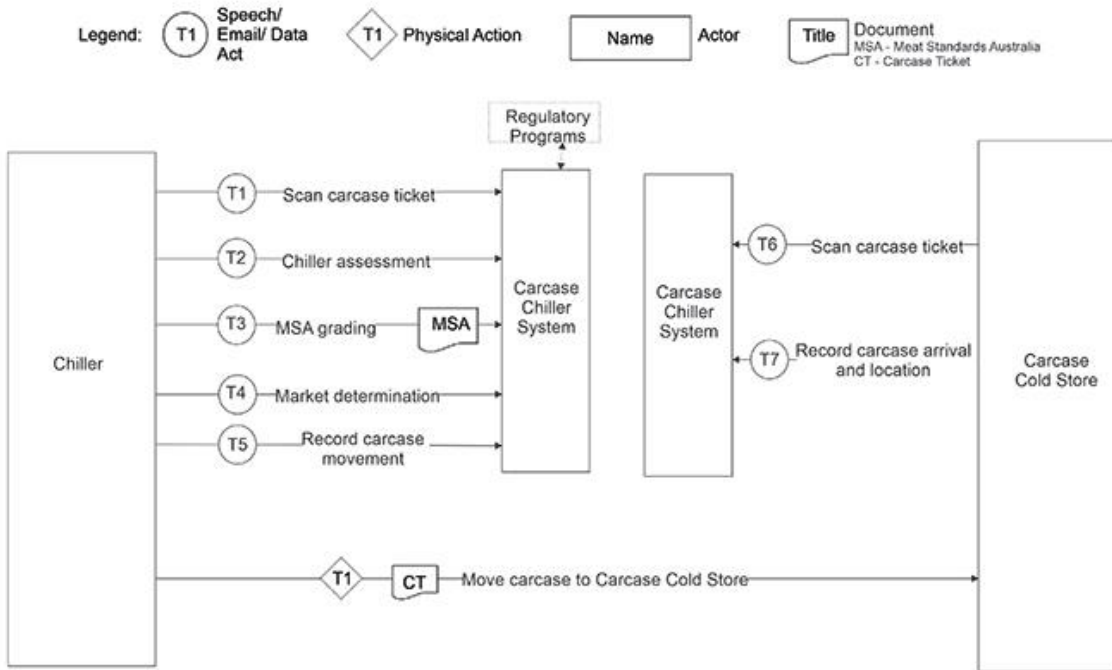 Legend:
T1
Speech/
Email/ Data
Act
T1
Physical Action
Name
Actor
Title
Document
MSA - Meat Standards Australia
CT - Carcase Ticket
Regulatory
Programs
Chiller
T1
Scan carcase ticket
T2
Chiller assessment
T3
MSA grading
MSA
T4
Market determination
T5
Record carcase
movement
Carcase
Chiller
System
Carcase
Chiller
System
T6
Scan carcase ticket
T7
Record carcase arrival
and location
Carcase
Cold Store
T1
CT
Move carcase to Carcase Cold Store